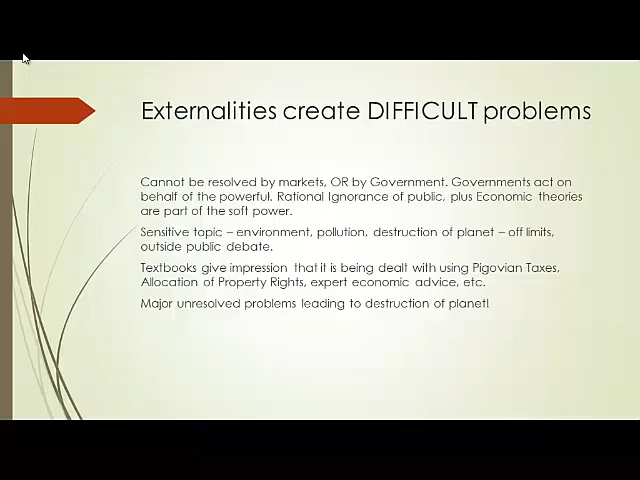 Externalities create DIFFICULT problems
Cannot be resolved by markets, OR by Government. Governments act on
behalf of the powerful. Rational Ignorance of public, plus Economic theories
are part of the soft power.
Sensitive topic – environment, pollution, destruction of planet – off limits,
outside public debate.
Textbooks give impression that it is being dealt with using Pigovian Taxes,
Allocation of Property Rights, expert economic advice, etc.
Major unresolved problems leading to destruction of planet!